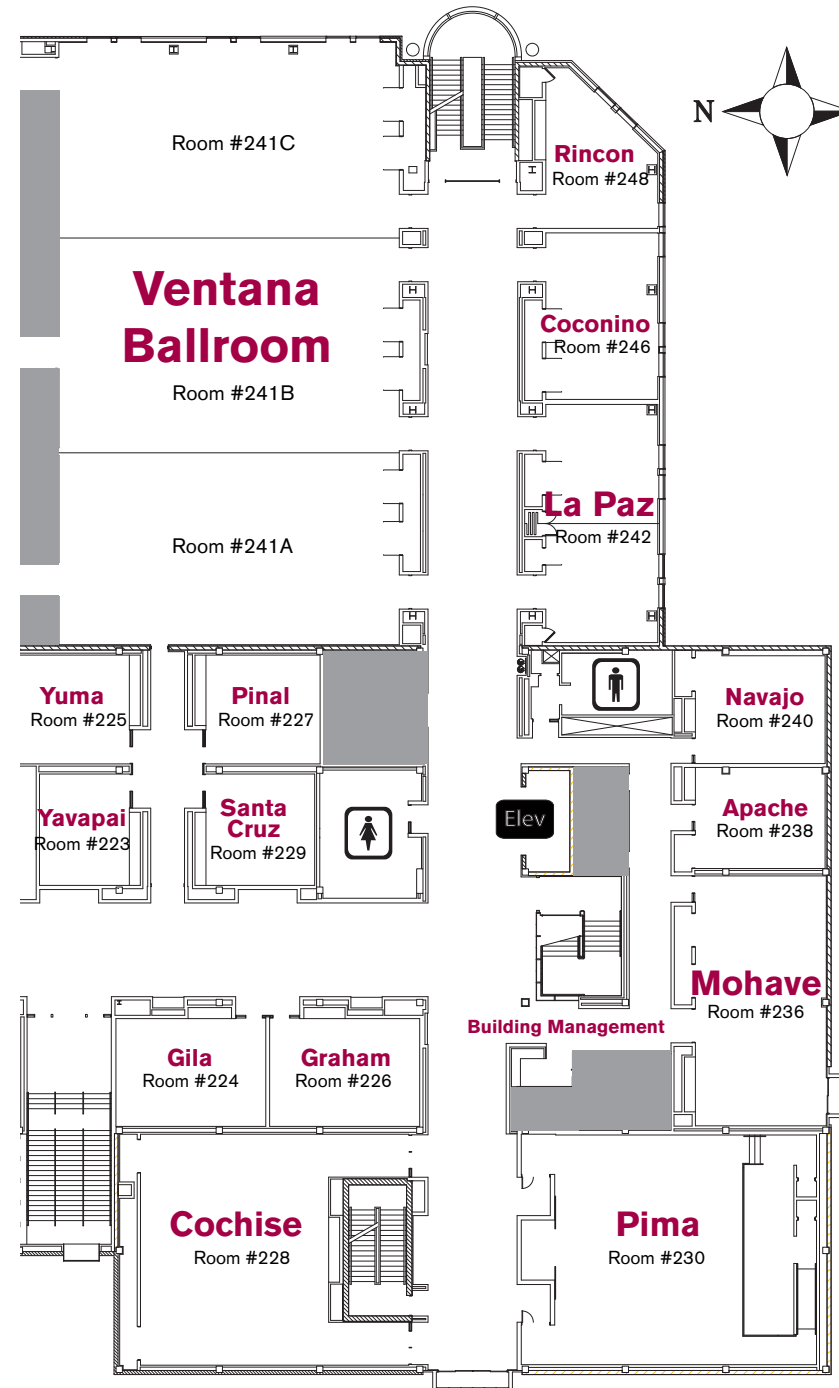 Room #241C
N
Rincon
Room #248
Ventana
Ballroom
Room #241B
Coconino
Room #246
La Paz
Room #242
Room #241A
Yuma
Room #225
Pinal
Room #227
Navajo
Room #240
Yavapai
Room #223
Santa
Cruz
Room #229
Elev
Apache
Room #238
Mohave
Room #236
Building Management
Gila
Room #224
Graham
Room #226
Cochise
Room #228
Pima
Room #230